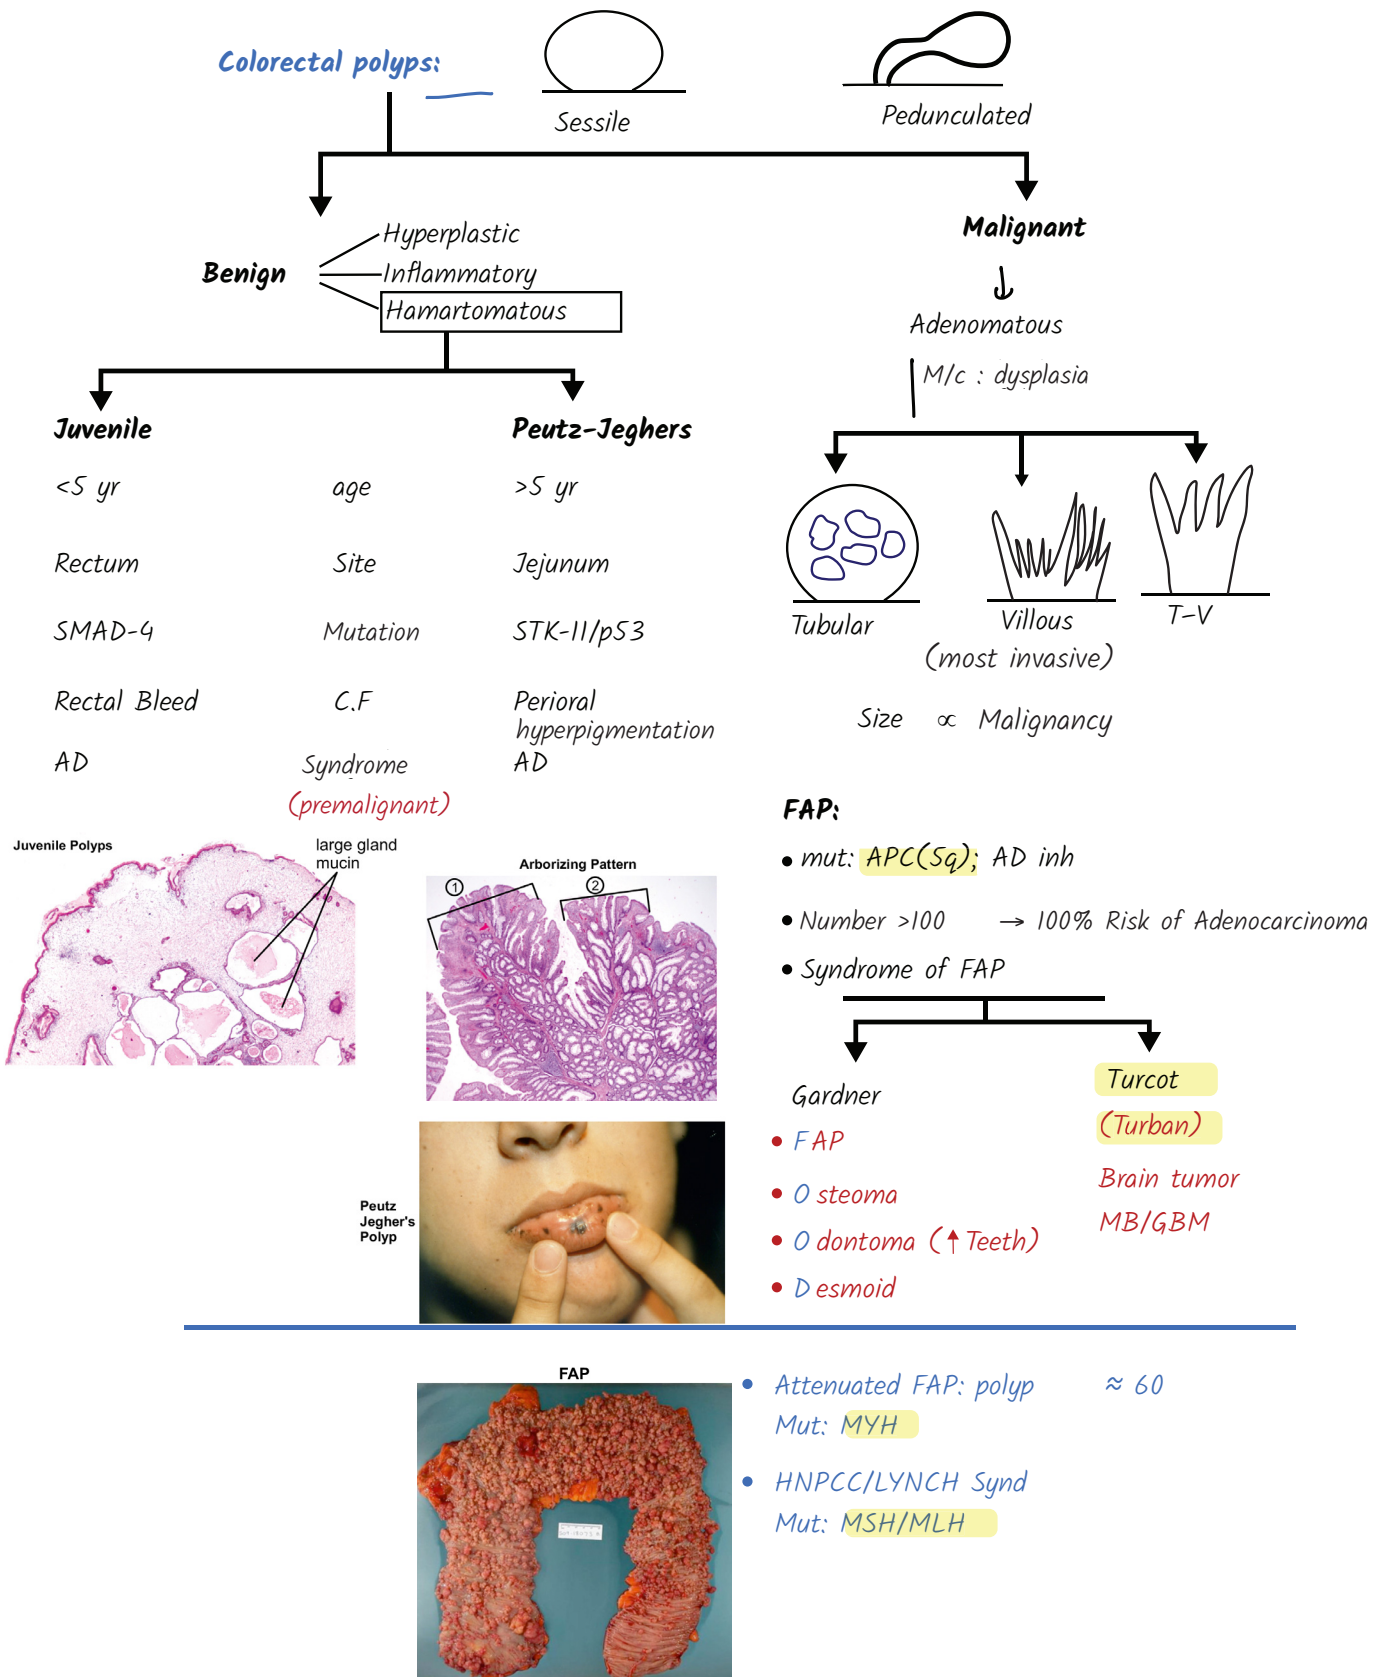 Colorectal polyps:
Sessile
Pedunculated
Benign
Hyperplastic
Inflammatory
Hamartomatous
Malignant
Adenomatous
M/c : dysplasia
Juvenile
Peutz-Jeghers
<5 yr age >5 yr
Rectum Site Jejunum
SMAD-4 Mutation STK-11/p53
Rectal Bleed C.F Perioral
hyperpigmentation
AD Syndrome AD
(premalignant)
Tubular
Villous
(most invasive)
T-V
Size ∝ Malignancy
Juvenile Polyps
large gland
mucin
Arborizing Pattern
1
2
Peutz
Jegher's
Polyp
FAP:
• mut: APC(5q); AD inh
• Number >100 → 100% Risk of Adenocarcinoma
• Syndrome of FAP
Gardner
• FAP
• Osteoma
• Odontoma (↑ Teeth)
• Desmoid
Turcot
(Turban)
Brain tumor
MB/GBM
FAP
• Attenuated FAP: polyp ≈ 60
Mut: MYH
• HNPCC/LYNCH Synd
Mut: MSH/MLH